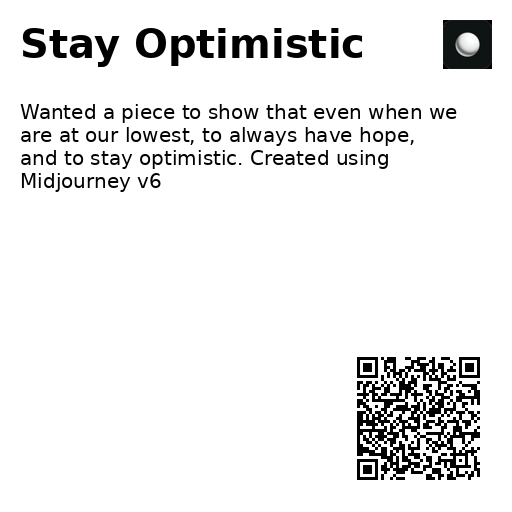 Stay Optimistic
Wanted a piece to show that even when we
are at our lowest, to always have hope,
and to stay optimistic. Created using
Midjourney v6